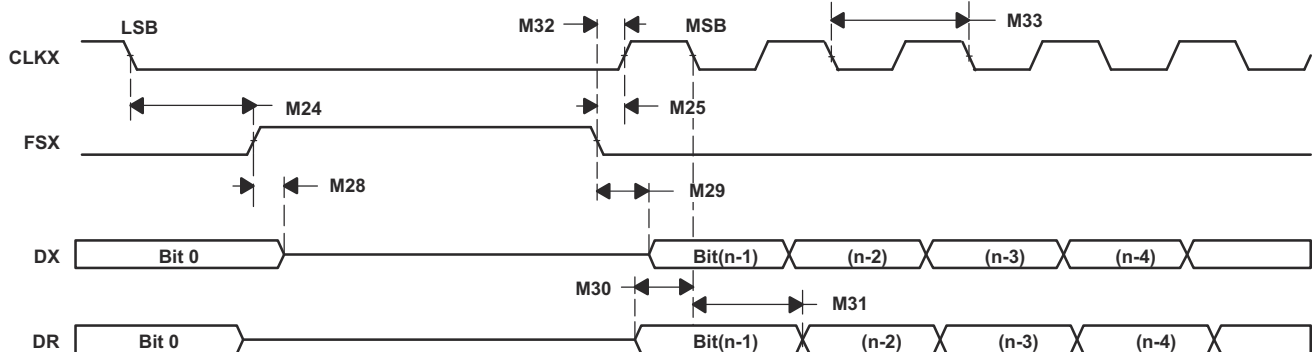 LSB
M32
MSB
M33
CLKX
M24
M25
FSX
M28
M29
DX
Bit 0
Bit(n-1)
(n-2)
(n-3)
(n-4)
M30
M31
DR
Bit 0
Bit(n-1)
(n-2)
(n-3)
(n-4)